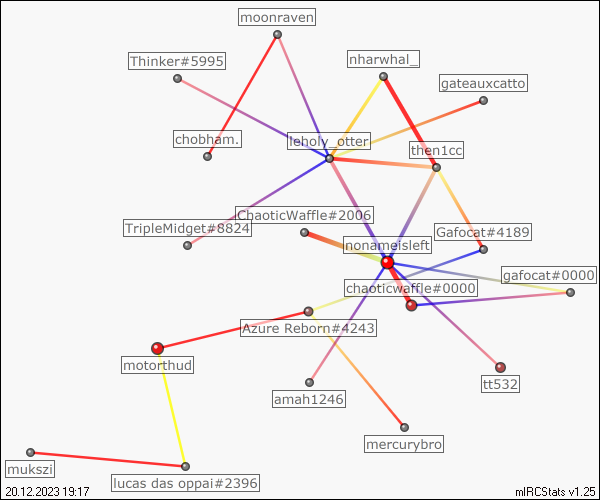 moonraven
Thinker#5995
nharwhal_
gateauxcatto
chobham.
leholy_otter
then1cc
ChaoticWaffle#2006
TripleMidget#8824
Gafocat#4189
nonameisleft
gafocat#0000
chaoticwaffle#0000
Azure Reborn#4243
motorthud
tt532
amah1246
mercurybro
mukszi
lucas das oppai#2396
20.12.2023 19:17
mIRCStats v1.25